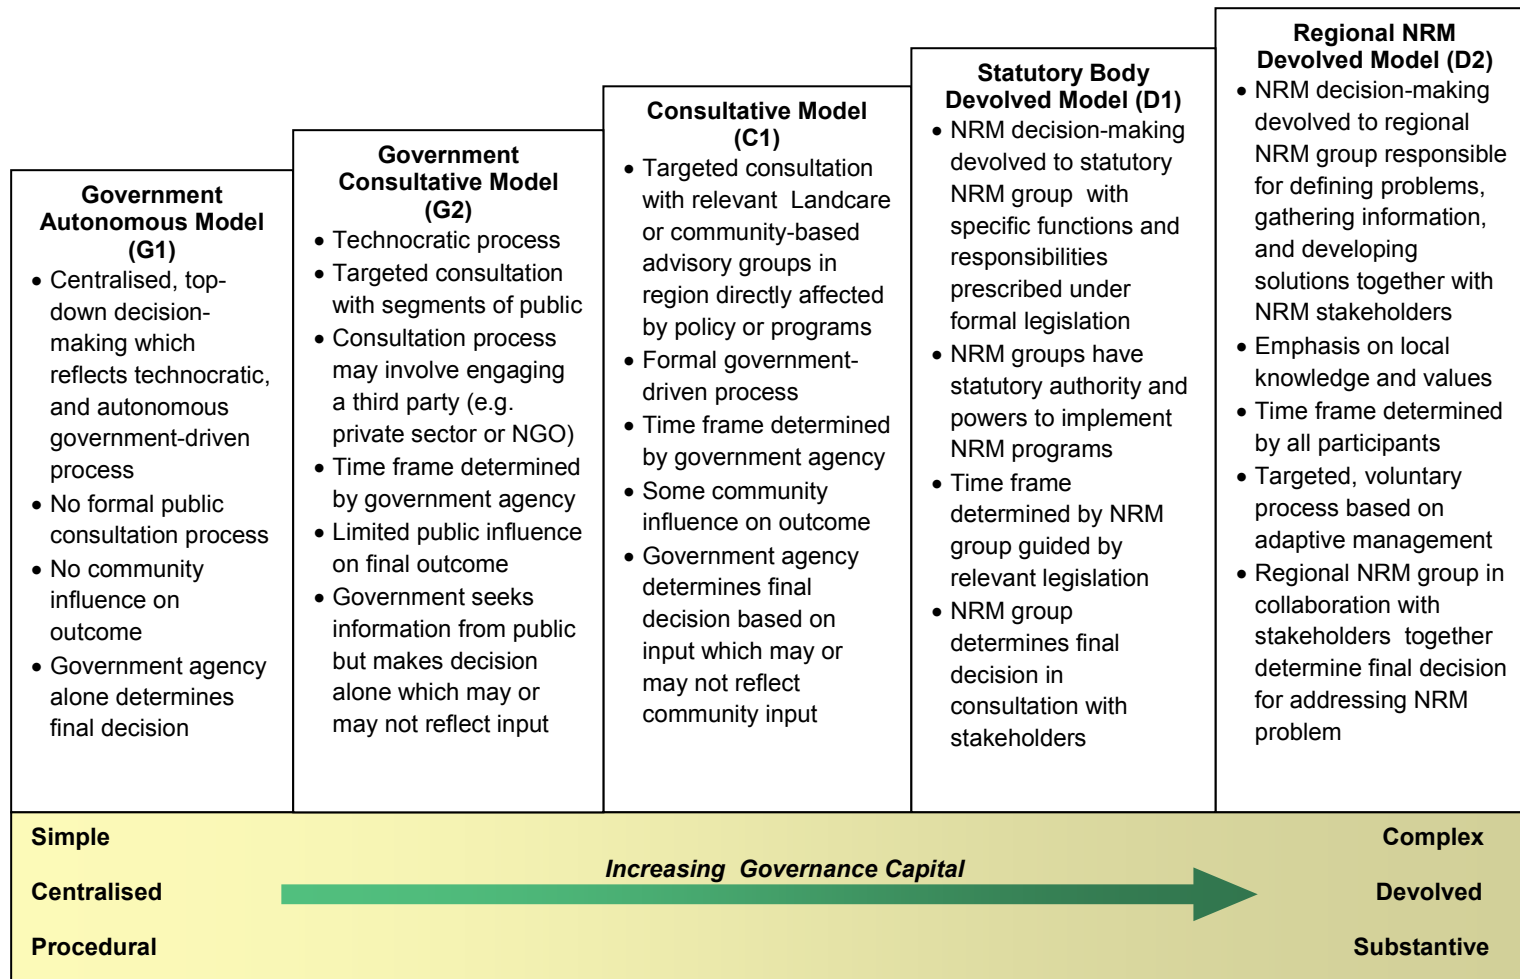 Government
Autonomous Model
(G1)
• Centralised, top-
down decision-
making which
reflects technocratic,
and autonomous
government-driven
process
• No formal public
consultation process
• No community
influence on
outcome
• Government agency
alone determines
final decision
Government
Consultative Model
(G2)
• Technocratic process
• Targeted consultation
with segments of public
• Consultation process
may involve engaging
a third party (e.g.
private sector or NGO)
• Time frame determined
by government agency
• Limited public influence
on final outcome
• Government seeks
information from public
but makes decision
alone which may or
may not reflect input
Consultative Model
(C1)
• Targeted consultation
with relevant Landcare
or community-based
advisory groups in
region directly affected
by policy or programs
• Formal government-
driven process
• Time frame determined
by government agency
• Some community
influence on outcome
• Government agency
determines final
decision based on
input which may or
may not reflect
community input
Statutory Body
Devolved Model (D1)
• NRM decision-making
devolved to statutory
NRM group with
specific functions and
responsibilities
prescribed under
formal legislation
• NRM groups have
statutory authority and
powers to implement
NRM programs
• Time frame
determined by NRM
group guided by
relevant legislation
• NRM group
determines final
decision in
consultation with
stakeholders
Regional NRM
Devolved Model (D2)
• NRM decision-making
devolved to regional
NRM group responsible
for defining problems,
gathering information,
and developing
solutions together with
NRM stakeholders
• Emphasis on local
knowledge and values
• Time frame determined
by all participants
• Targeted, voluntary
process based on
adaptive management
• Regional NRM group in
collaboration with
stakeholders together
determine final decision
for addressing NRM
problem
Simple
Centralised
Procedural
Increasing Governance Capital
Complex
Devolved
Substantive